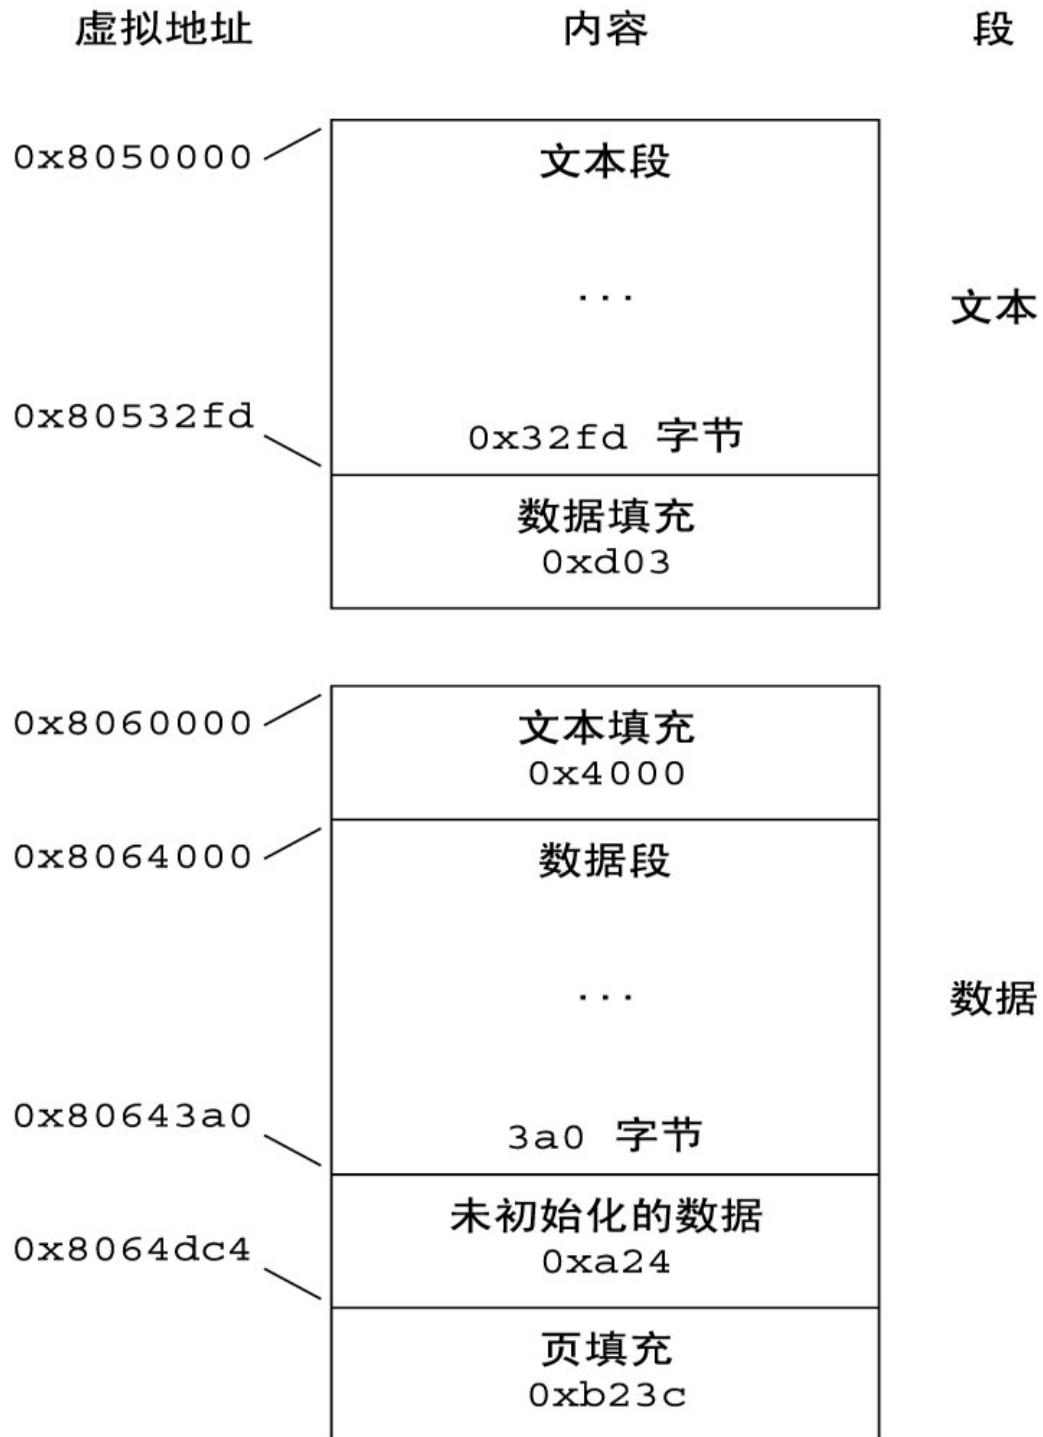 虚拟地址 内容 段
0x8050000
文本段
...
文本
0x80532fd
0x32fd 字节
数据填充
0xd03
0x8060000
文本填充
0x4000
0x8064000
数据段
...
数据
0x80643a0
3a0 字节
未初始化的数据
0x8064dc4
0xa24
页填充
0xb23c